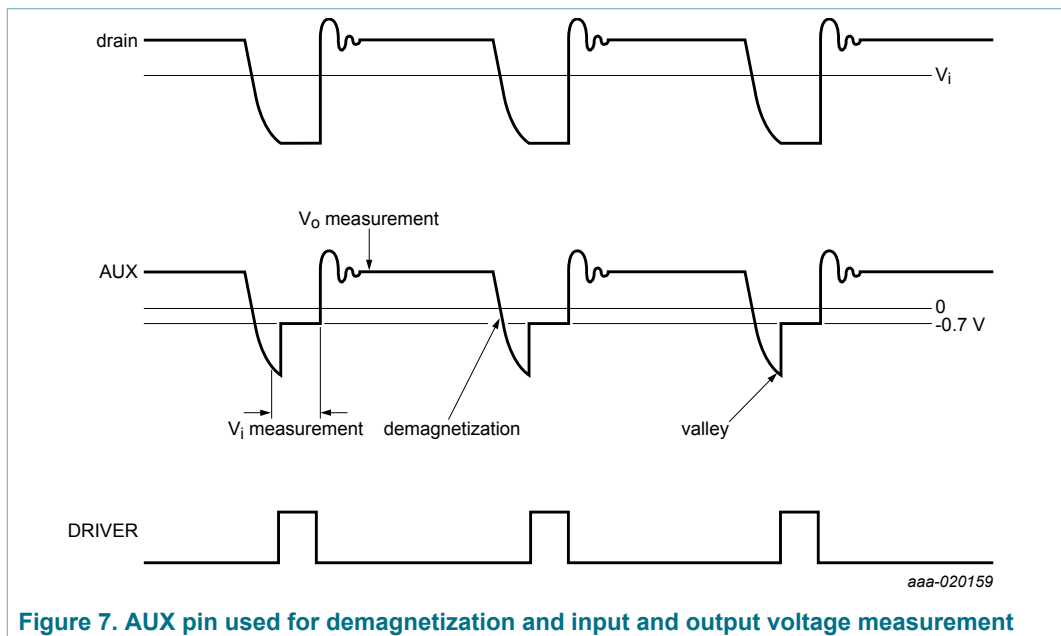 drain
Vi
Vo measurement
AUX
0
-0.7 V
Vi measurement
demagnetization
valley
DRIVER
aaa-020159
Figure 7. AUX pin used for demagnetization and input and output voltage measurement